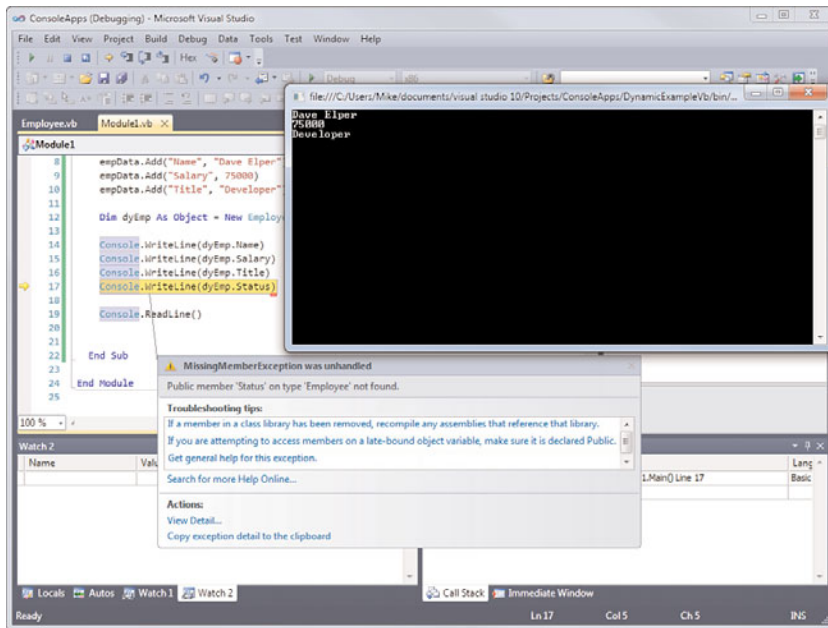 ConsoleApps (Debugging) - Microsoft Visual Studio
File Edit View Project Build Debug Data Tools Test Window Help
Hex
Debug x86
file:///C:/Users/Mike/documents/visual studio 10/Projects/ConsoleApps/DynamicExampleVb/bin/...
Dave Elper
75000
Developer
Employee.vb Module1.vb
Module1
8 empData.Add("Name", "Dave Elper"
9 empData.Add("Salary", 75000)
10 empData.Add("Title", "Developer"
11
12 Dim dyEmp As Object = New Employ
13
14 Console.WriteLine(dyEmp.Name)
15 Console.WriteLine(dyEmp.Salary)
16 Console.WriteLine(dyEmp.Title)
17 Console.WriteLine(dyEmp.Status)
18
19 Console.ReadLine()
20
21
22 End Sub
23
24 End Module
25
100 %
MissingMemberException was unhandled
Public member 'Status' on type 'Employee' not found.
Troubleshooting tips:
If a member in a class library has been removed, recompile any assemblies that reference that library.
If you are attempting to access members on a late-bound object variable, make sure it is declared Public.
Get general help for this exception.
Search for more Help Online...
Actions:
View Detail...
Copy exception detail to the clipboard
Watch 2
Name Valu
Lang
1.Main() Line 17 Basic
Locals Autos Watch 1 Watch 2
Call Stack Immediate Window
Ready Ln 17 Col 5 Ch 5 INS